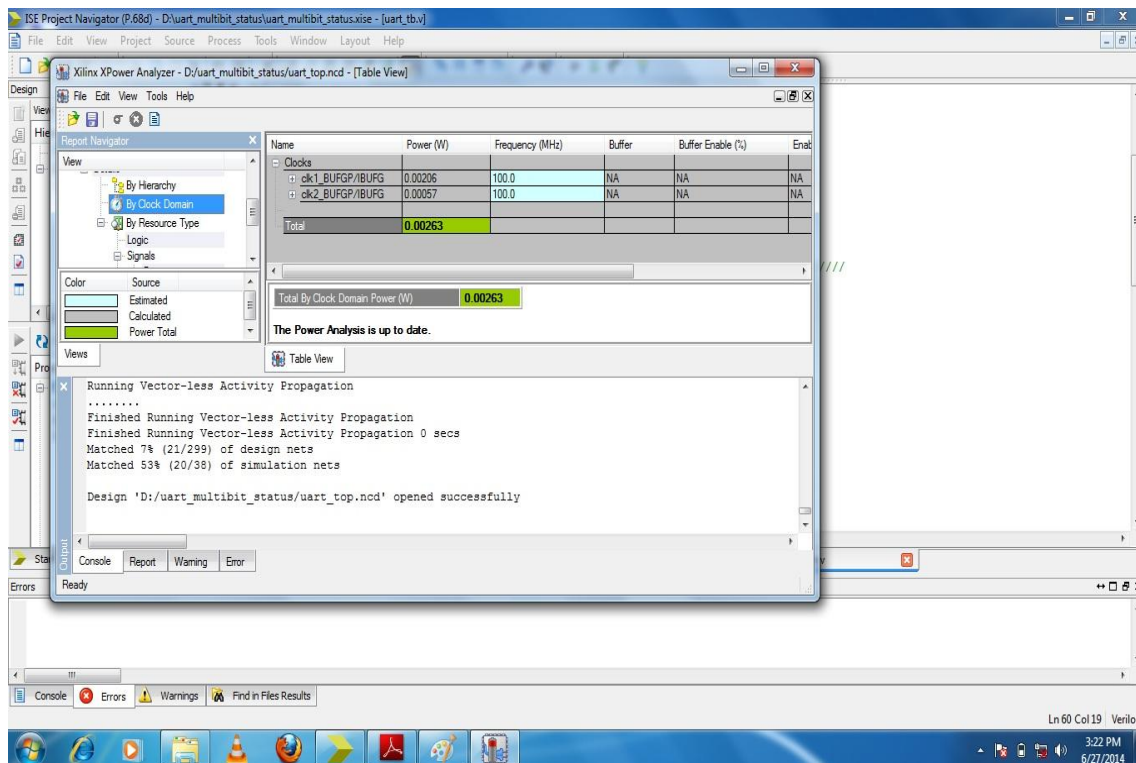 ISE Project Navigator (P.68d) - D:\uart_multibit_status\uart_multibit_status.xise - [uart_tb.v]
File Edit View Project Source Process Tools Window Layout Help
Xilinx XPower Analyzer - D:/uart_multibit_status/uart_top.ncd - [Table View]
File Edit View Tools Help
Design
View
Hie
Report Navigator
View
By Hierarchy
By Clock Domain
By Resource Type
Logic
Signals
Name Power (W) Frequency (MHz) Buffer Buffer Enable (%) Enab
Clocks
clk1_BUFGP/IBUFG 0.00206 100.0 NA NA NA
clk2_BUFGP/IBUFG 0.00057 100.0 NA NA NA
Total 0.00263
////
Color Source
Estimated
Calculated
Power Total
Total By Clock Domain Power (W) 0.00263
The Power Analysis is up to date.
Views
Table View
Pro
Running Vector-less Activity Propagation
........
Finished Running Vector-less Activity Propagation
Finished Running Vector-less Activity Propagation 0 secs
Matched 7% (21/299) of design nets
Matched 53% (20/38) of simulation nets
Design 'D:/uart_multibit_status/uart_top.ncd' opened successfully
Output
Console Report Warning Error
Sta
v
Ready
Errors
Console Errors Warnings Find in Files Results
Ln 60 Col 19 Verilo
3:22 PM
6/27/2014